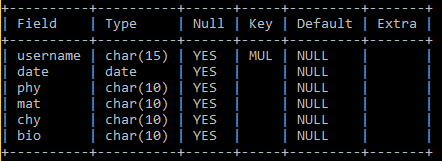 +----------+----------+------+-----+---------+-------+
| Field    | Type     | Null | Key | Default | Extra |
+----------+----------+------+-----+---------+-------+
| username | char(15) | YES  | MUL | NULL    |       |
| date     | date     | YES  |     | NULL    |       |
| phy      | char(10) | YES  |     | NULL    |       |
| mat      | char(10) | YES  |     | NULL    |       |
| chy      | char(10) | YES  |     | NULL    |       |
| bio      | char(10) | YES  |     | NULL    |       |
+----------+----------+------+-----+---------+-------+